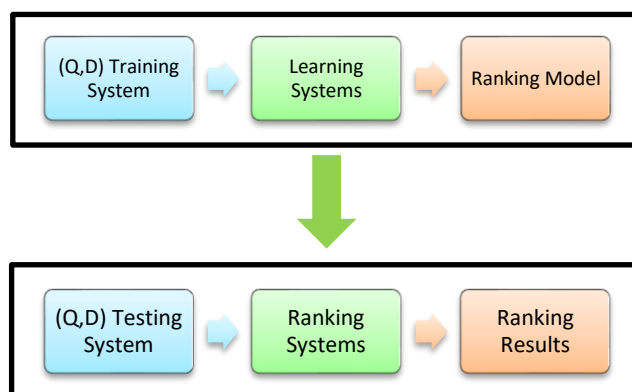 (Q,D) Training
System
Learning
Systems
Ranking Model
(Q,D) Testing
System
Ranking
Systems
Ranking
Results